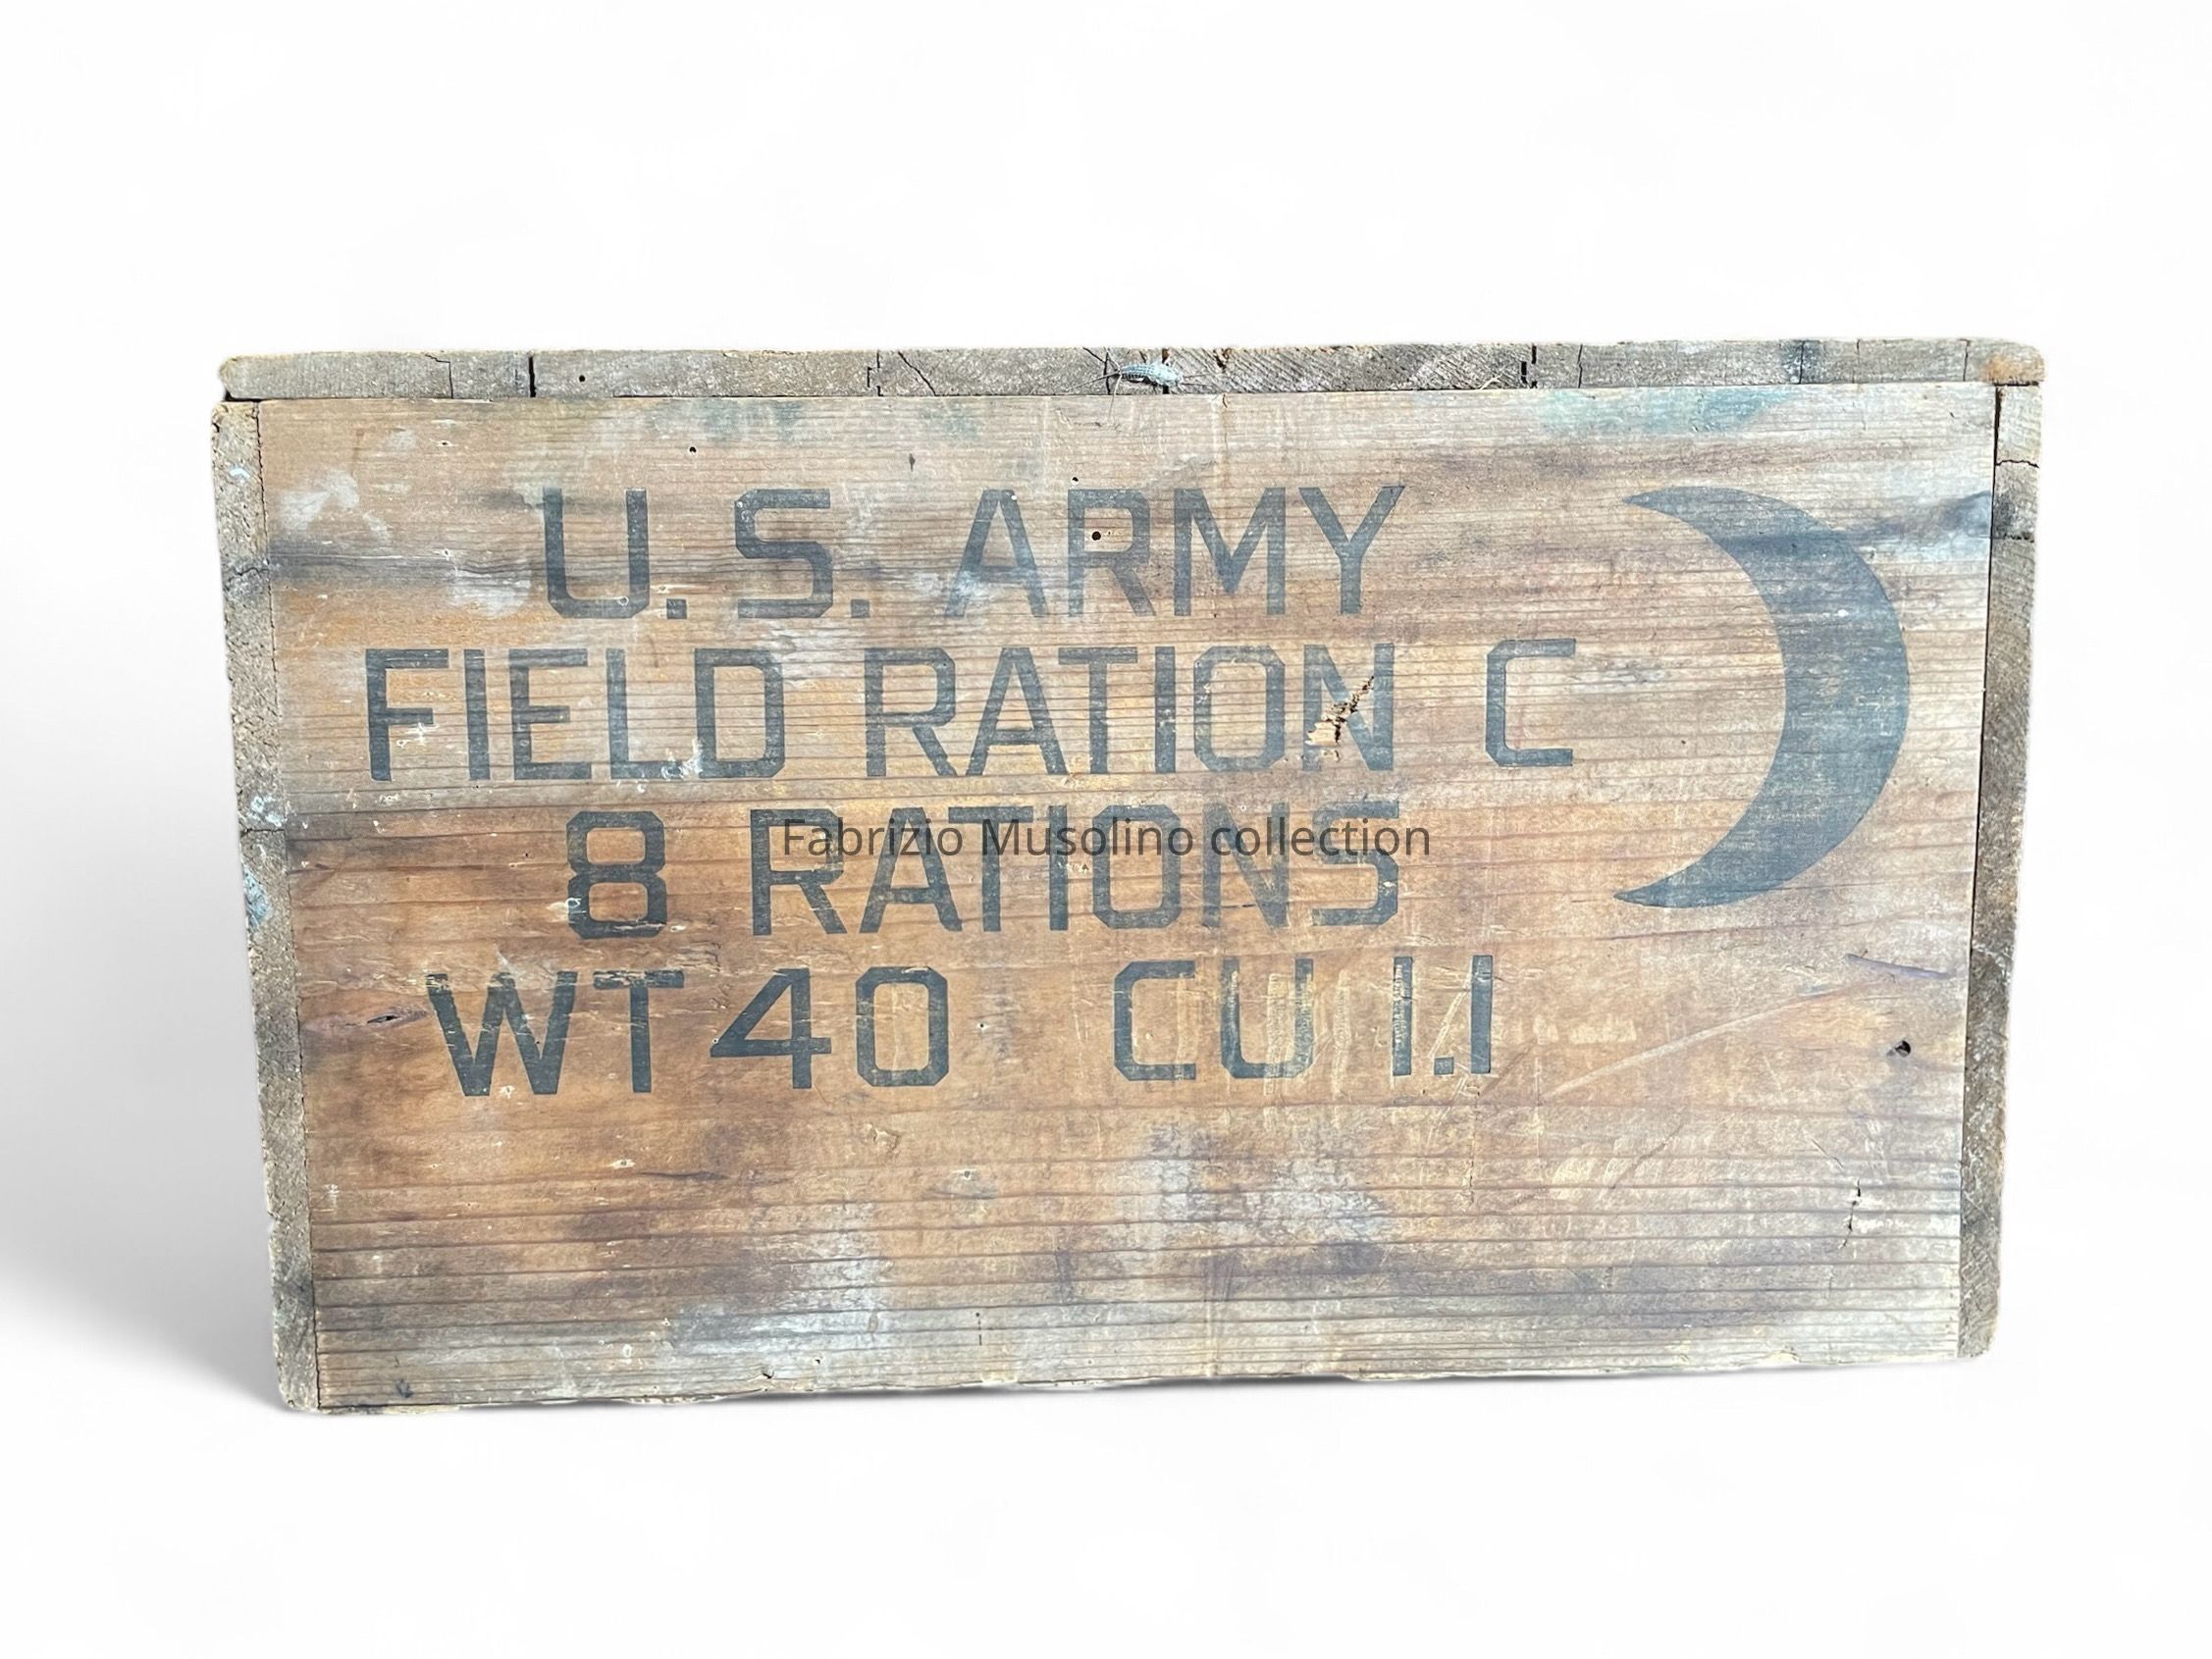 U.S. ARMY
FIELD RATION C
8 RATIONS
Fabrizio Musolino collection
WT 40 CU 1.1